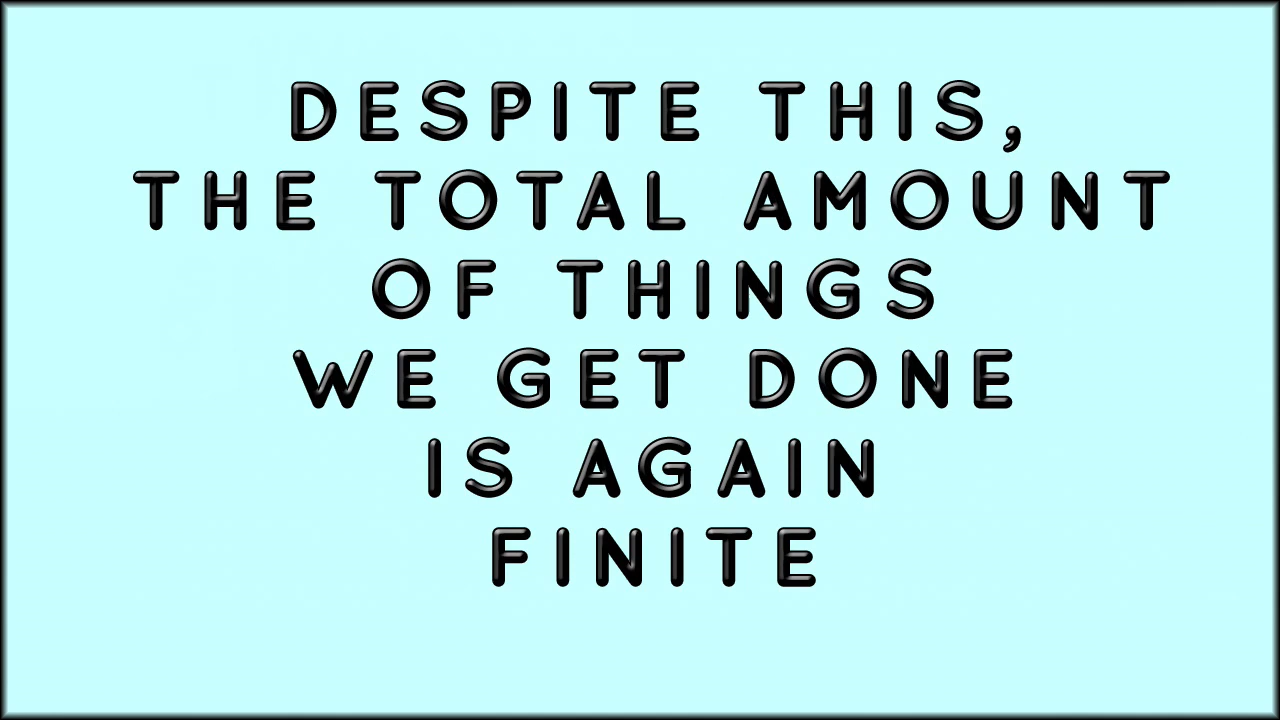 DESPITE THIS,
THE TOTAL AMOUNT
OF THINGS
WE GET DONE
IS AGAIN
FINITE